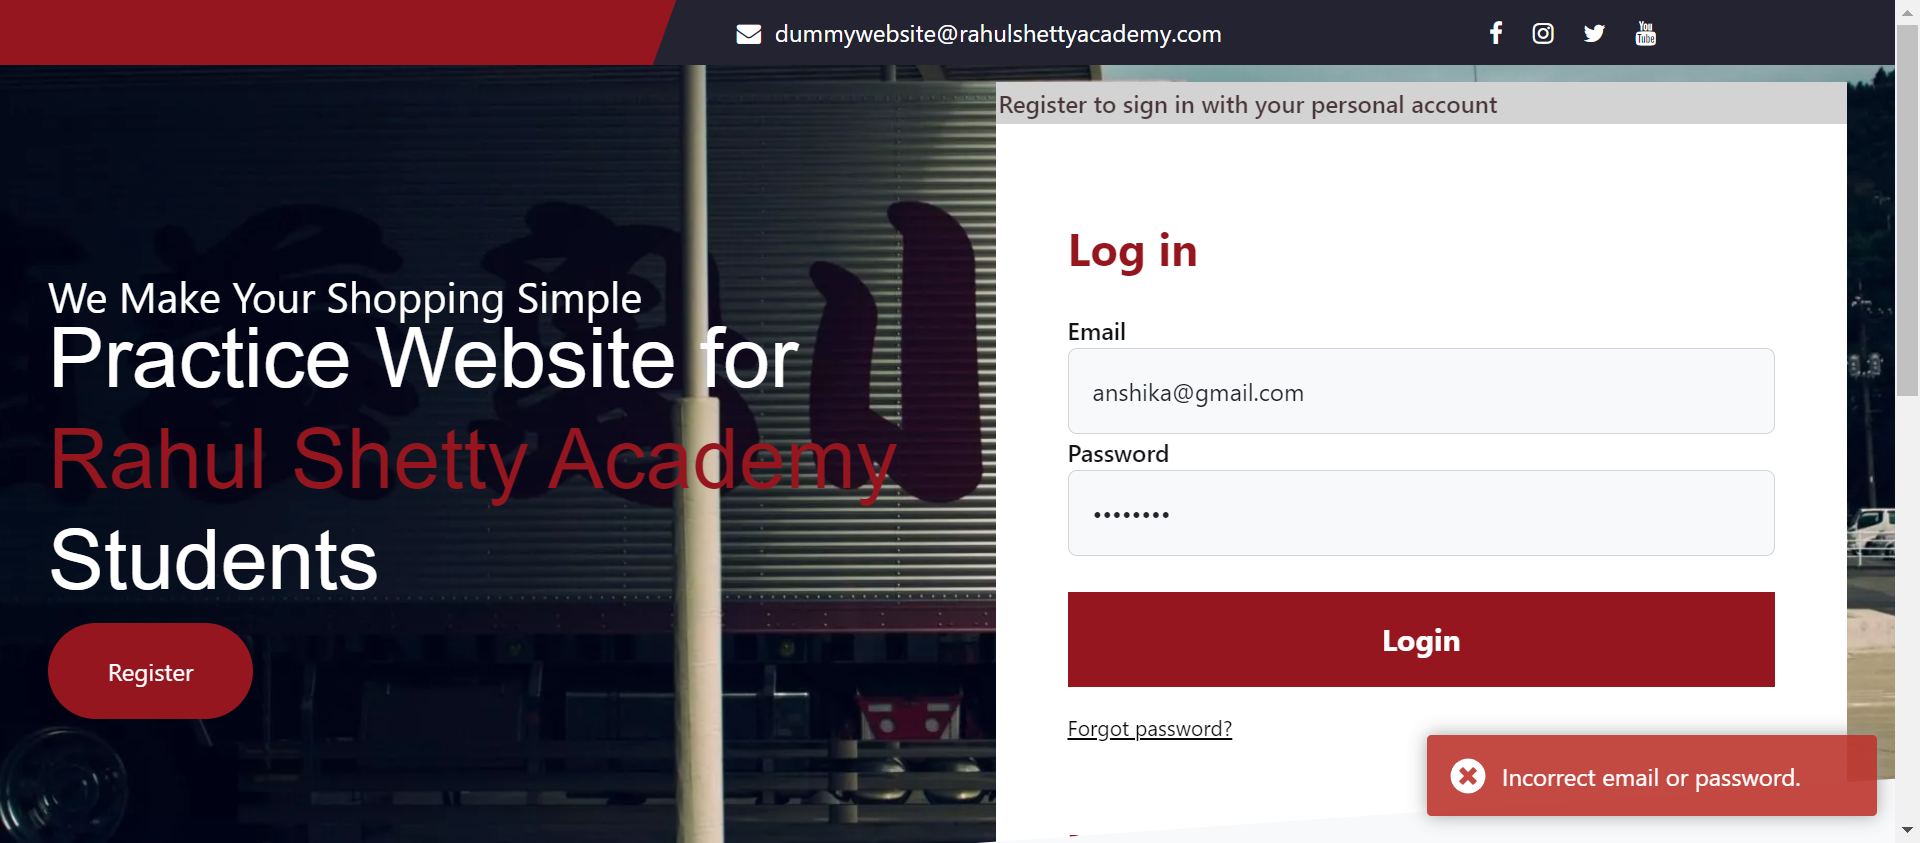 dummywebsite@rahulshettyacademy.com
You
Tube
Register to sign in with your personal account
We Make Your Shopping Simple
Practice Website for
Rahul Shetty Academy
Students
Register
Log in
Email
anshika@gmail.com
Password
••••••••
Login
Forgot password?
Incorrect email or password.